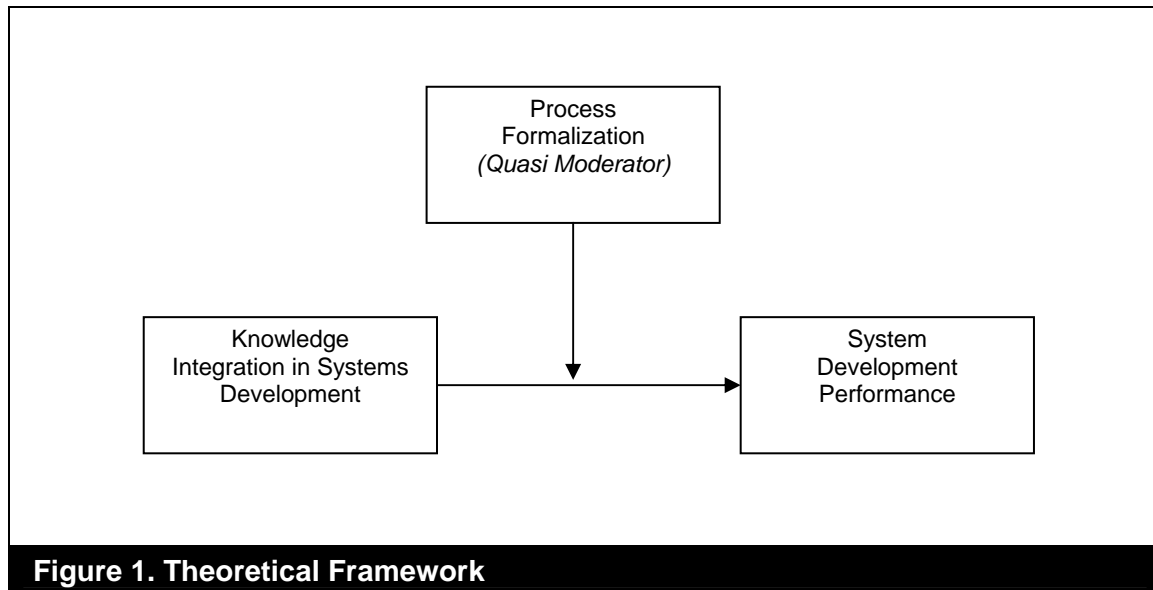 Process
Formalization
(Quasi Moderator)
Knowledge
Integration in Systems
Development
System
Development
Performance
Figure 1. Theoretical Framework